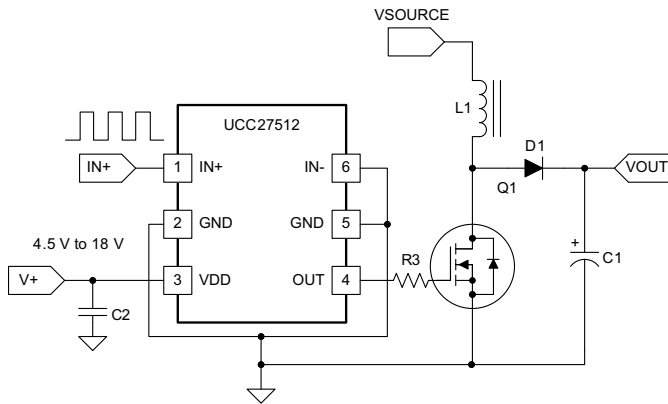 VSOURCE
L1
UCC27512
D1
IN+
1
IN+
IN-
6
Q1
VOUT
2
GND
GND
5
4.5 V to 18 V
R3
+
C1
V+
3
VDD
OUT
4
C2